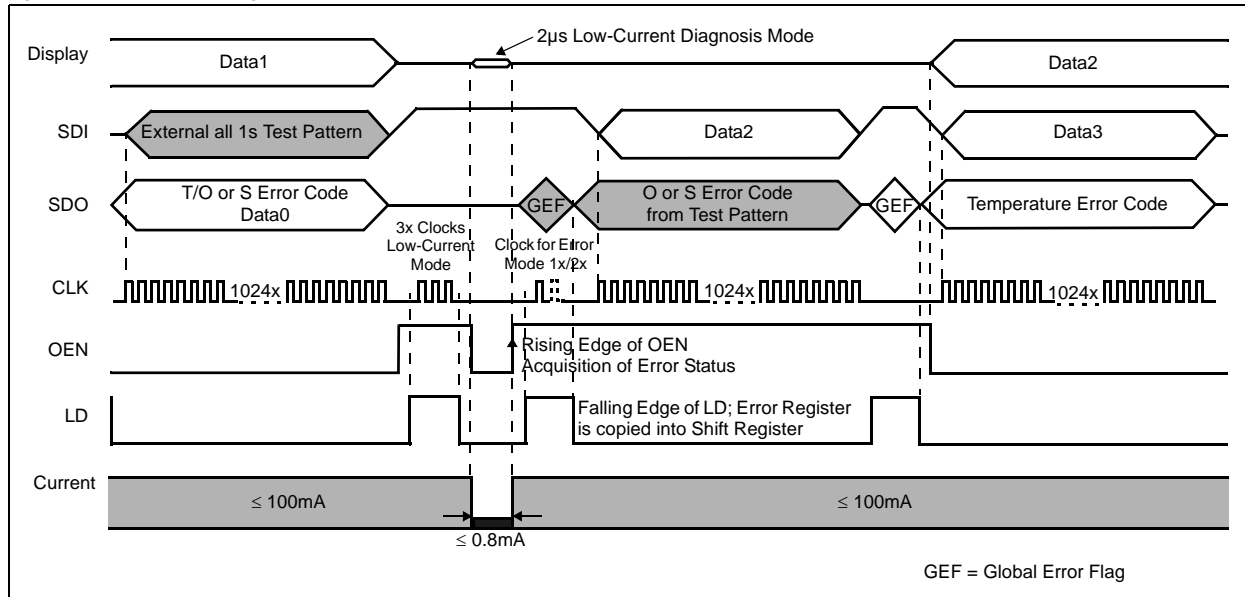 2µs Low-Current Diagnosis Mode
Display
Data1
Data2
SDI
External all 1s Test Pattern
Data2
Data3
SDO
T/O or S Error Code
Data0
GEF
O or S Error Code
from Test Pattern
GEF
Temperature Error Code
3x Clocks
Low-Current
Mode
Clock for Error
Mode 1x/2x
CLK
1024x
1024x
1024x
OEN
Rising Edge of OEN
Acquisition of Error Status
LD
Falling Edge of LD; Error Register
is copied into Shift Register
Current
≤ 100mA
≤ 100mA
≤ 0.8mA
GEF = Global Error Flag